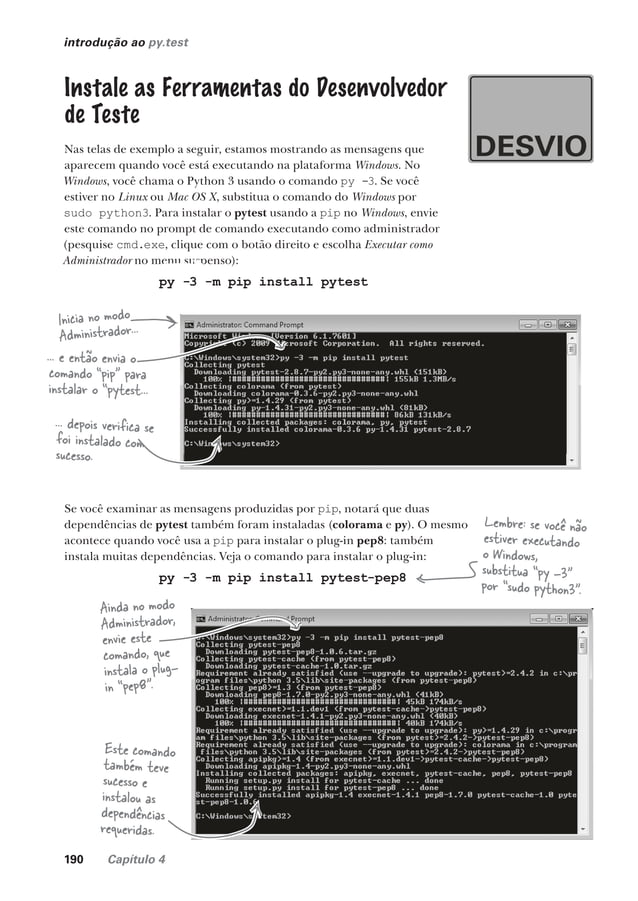 introdução ao py.test
Instale as Ferramentas do Desenvolvedor
de Teste
DESVIO
Nas telas de exemplo a seguir, estamos mostrando as mensagens que
aparecem quando você está executando na plataforma Windows. No
Windows, você chama o Python 3 usando o comando py -3. Se você
estiver no Linux ou Mac OS X, substitua o comando do Windows por
sudo python3. Para instalar o pytest usando a pip no Windows, envie
este comando no prompt de comando executando como administrador
(pesquise cmd.exe, clique com o botão direito e escolha Executar como
Administrador no menu suspenso):
py -3 -m pip install pytest
Inicia no modo
Administrador...
... e então envia o
comando "pip" para
instalar o "pytest...
... depois verifica se
foi instalado com
sucesso.
Administrator: Command Prompt
Microsoft Windows [Version 6.1.7601]
Copyright (c) 2009 Microsoft Corporation. All rights reserved.
C:\Windows\system32>py -3 -m pip install pytest
Collecting pytest
Downloading pytest-2.8.7-py2.py3-none-any.whl (151kB)
100% |################################| 155kB 1.3MB/s
Collecting colorama (from pytest)
Downloading colorama-0.3.6-py2.py3-none-any.whl
Collecting py>=1.4.29 (from pytest)
Downloading py-1.4.31-py2.py3-none-any.whl (81kB)
100% |################################| 86kB 131kB/s
Installing collected packages: colorama, py, pytest
Successfully installed colorama-0.3.6 py-1.4.31 pytest-2.8.7
C:\Windows\system32>
Se você examinar as mensagens produzidas por pip, notará que duas
dependências de pytest também foram instaladas (colorama e py). O mesmo
acontece quando você usa a pip para instalar o plug-in pep8: também
instala muitas dependências. Veja o comando para instalar o plug-in:
py -3 -m pip install pytest-pep8
Lembre: se você não
estiver executando
o Windows,
substitua "py -3"
por "sudo python3".
Ainda no modo
Administrador,
envie este
comando, que
instala o plug-
in "pep8".
Este comando
também teve
sucesso e
instalou as
dependências
requeridas.
Administrator: Command Prompt
C:\Windows\system32>py -3 -m pip install pytest-pep8
Collecting pytest-pep8
Downloading pytest-pep8-1.0.6.tar.gz
Collecting pytest-cache (from pytest-pep8)
Downloading pytest-cache-1.0.tar.gz
Requirement already satisfied (use --upgrade to upgrade): pytest>=2.4.2 in c:\pr
ogram files\python 3.5\lib\site-packages (from pytest-pep8)
Collecting pep8>=1.3 (from pytest-pep8)
Downloading pep8-1.7.0-py2.py3-none-any.whl (41kB)
100% |################################| 45kB 174kB/s
Collecting execnet>=1.1.dev1 (from pytest-cache->pytest-pep8)
Downloading execnet-1.4.1-py2.py3-none-any.whl (40kB)
100% |################################| 40kB 174kB/s
Requirement already satisfied (use --upgrade to upgrade): py>=1.4.29 in c:\progr
am files\python 3.5\lib\site-packages (from pytest>=2.4.2->pytest-pep8)
Requirement already satisfied (use --upgrade to upgrade): colorama in c:\program
files\python 3.5\lib\site-packages (from pytest>=2.4.2->pytest-pep8)
Collecting apipkg>=1.4 (from execnet>=1.1.dev1->pytest-cache->pytest-pep8)
Downloading apipkg-1.4-py2.py3-none-any.whl
Installing collected packages: apipkg, execnet, pytest-cache, pep8, pytest-pep8
Running setup.py install for pytest-cache ... done
Running setup.py install for pytest-pep8 ... done
Successfully installed apipkg-1.4 execnet-1.4.1 pep8-1.7.0 pytest-cache-1.0 pyte
st-pep8-1.0.6
C:\Windows\system32>
190 Capítulo 4